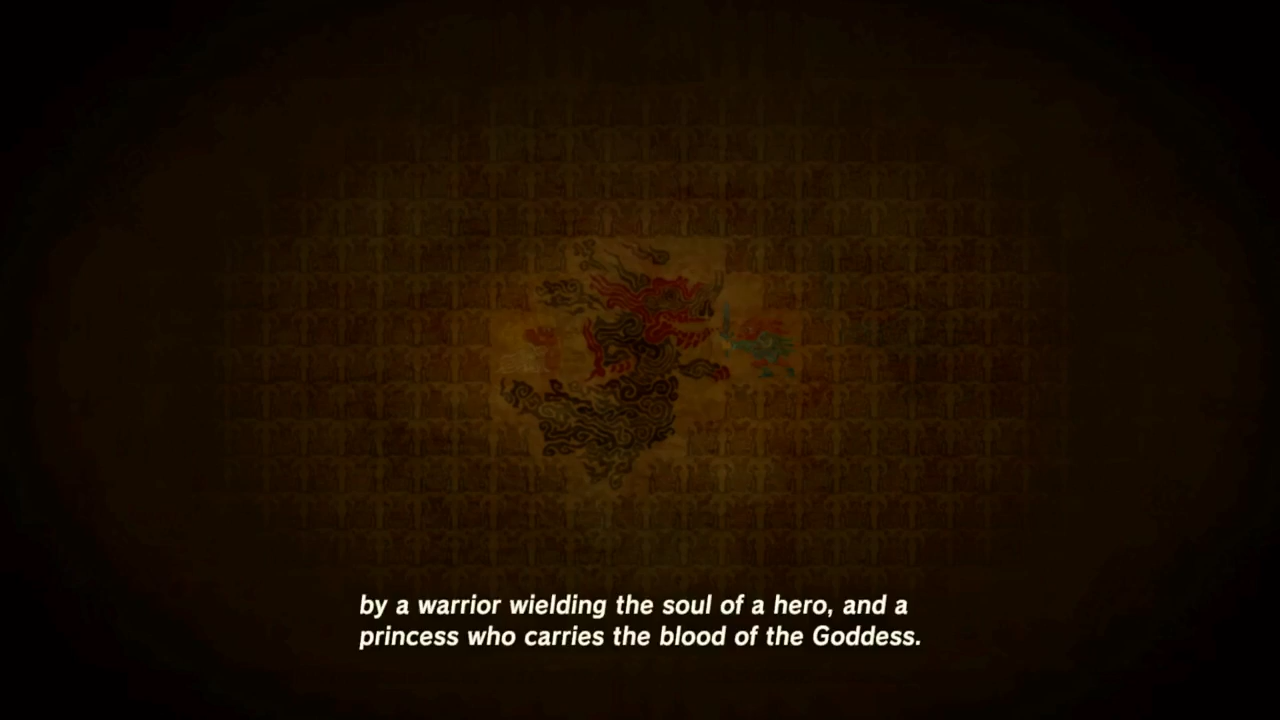 by a warrior wielding the soul of a hero, and a
princess who carries the blood of the Goddess.